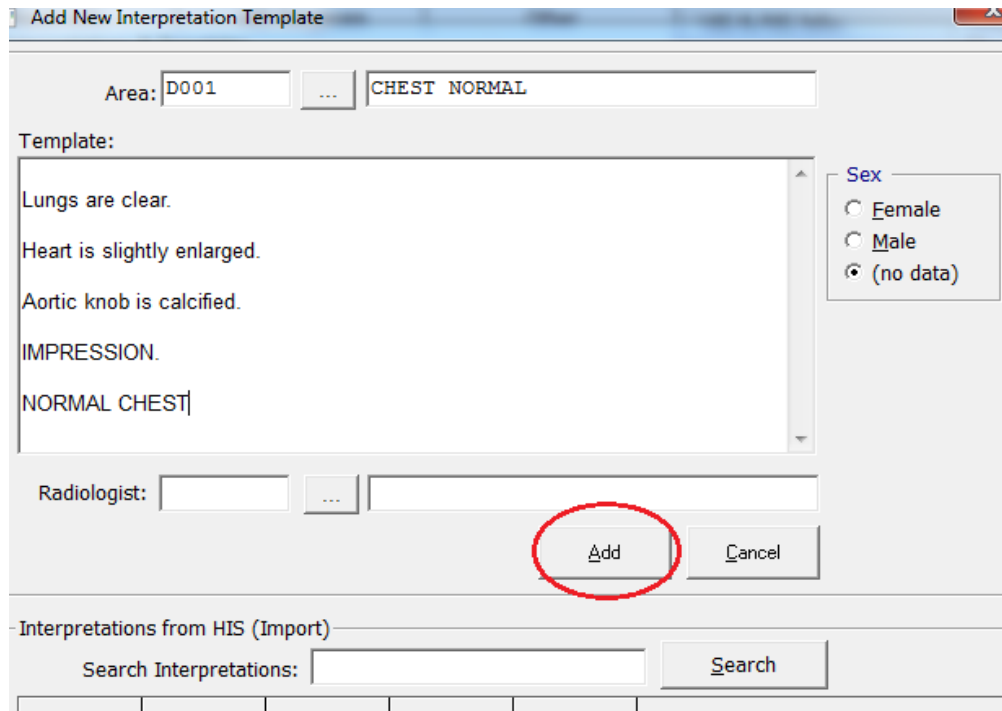 Add New Interpretation Template
Area: D001 ... CHEST NORMAL
Template:
Lungs are clear.
Heart is slightly enlarged.
Aortic knob is calcified.
IMPRESSION.
NORMAL CHEST
Sex
Female
Male
(no data)
Radiologist: ...
Add Cancel
Interpretations from HIS (Import)
Search Interpretations: Search